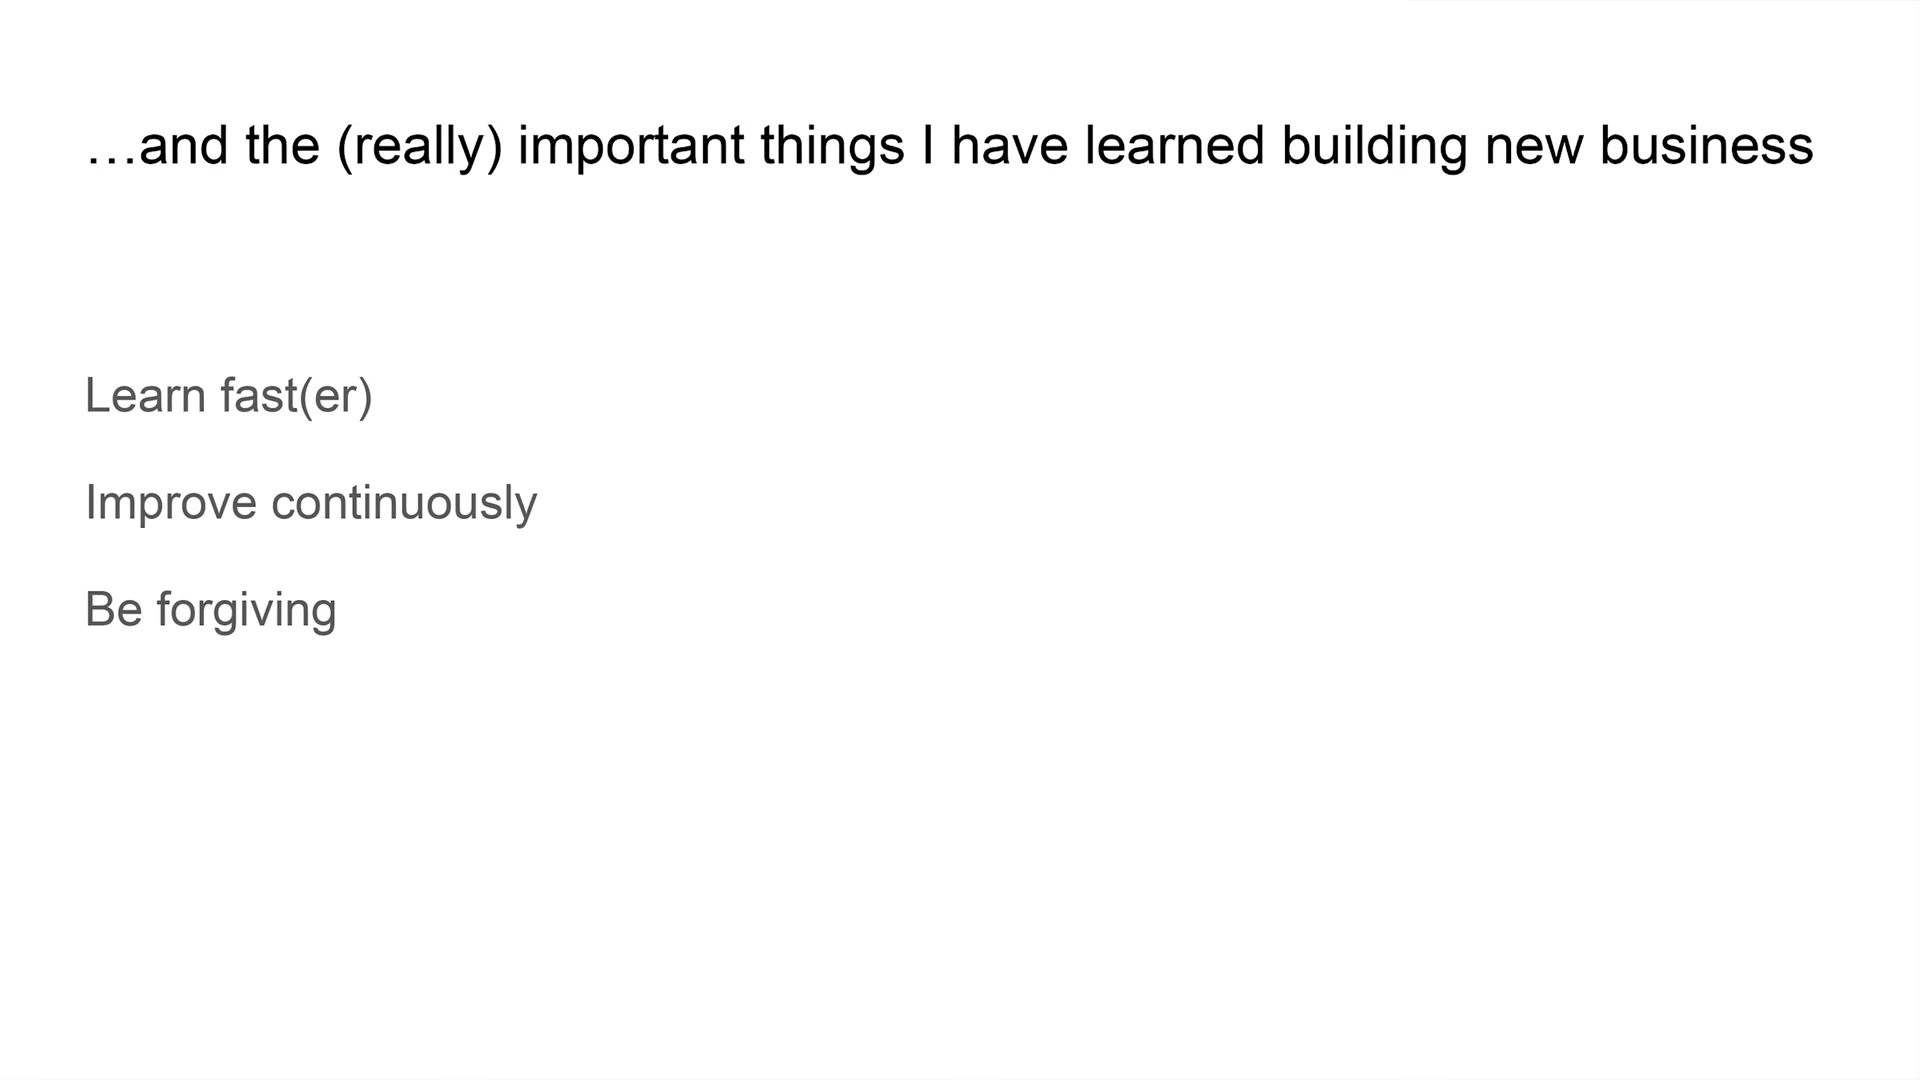 …and the (really) important things I have learned building new business
Learn fast(er)
Improve continuously
Be forgiving